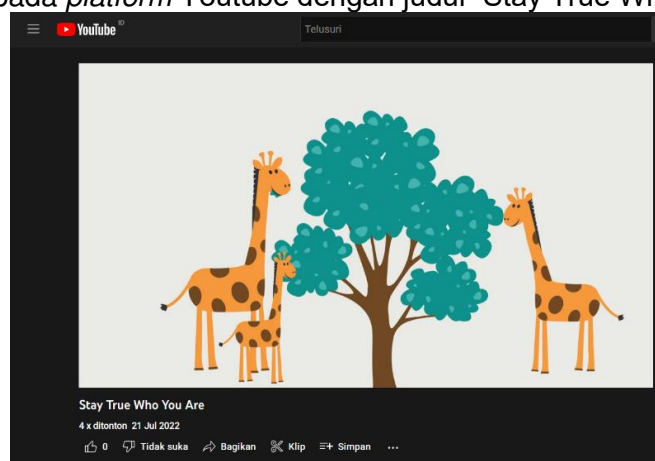 pada platform Youtube dengan judul "Stay True Wh
YouTube ID
Telusuri
Stay True Who You Are
4 x ditonton 21 Jul 2022
0 Tidak suka Bagikan Klip Simpan ...